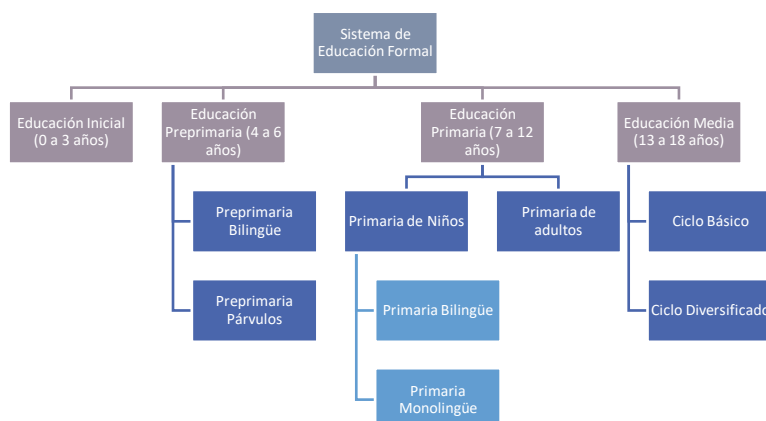 Sistema de
Educación Formal
Educación Inicial
(0 a 3 años)
Educación
Preprimaria (4 a 6
años)
Educación
Primaria (7 a 12
años)
Educación Media
(13 a 18 años)
Preprimaria
Bilingüe
Preprimaria
Párvulos
Primaria de Niños
Primaria de
adultos
Primaria Bilingüe
Primaria
Monolingüe
Ciclo Básico
Ciclo Diversificado